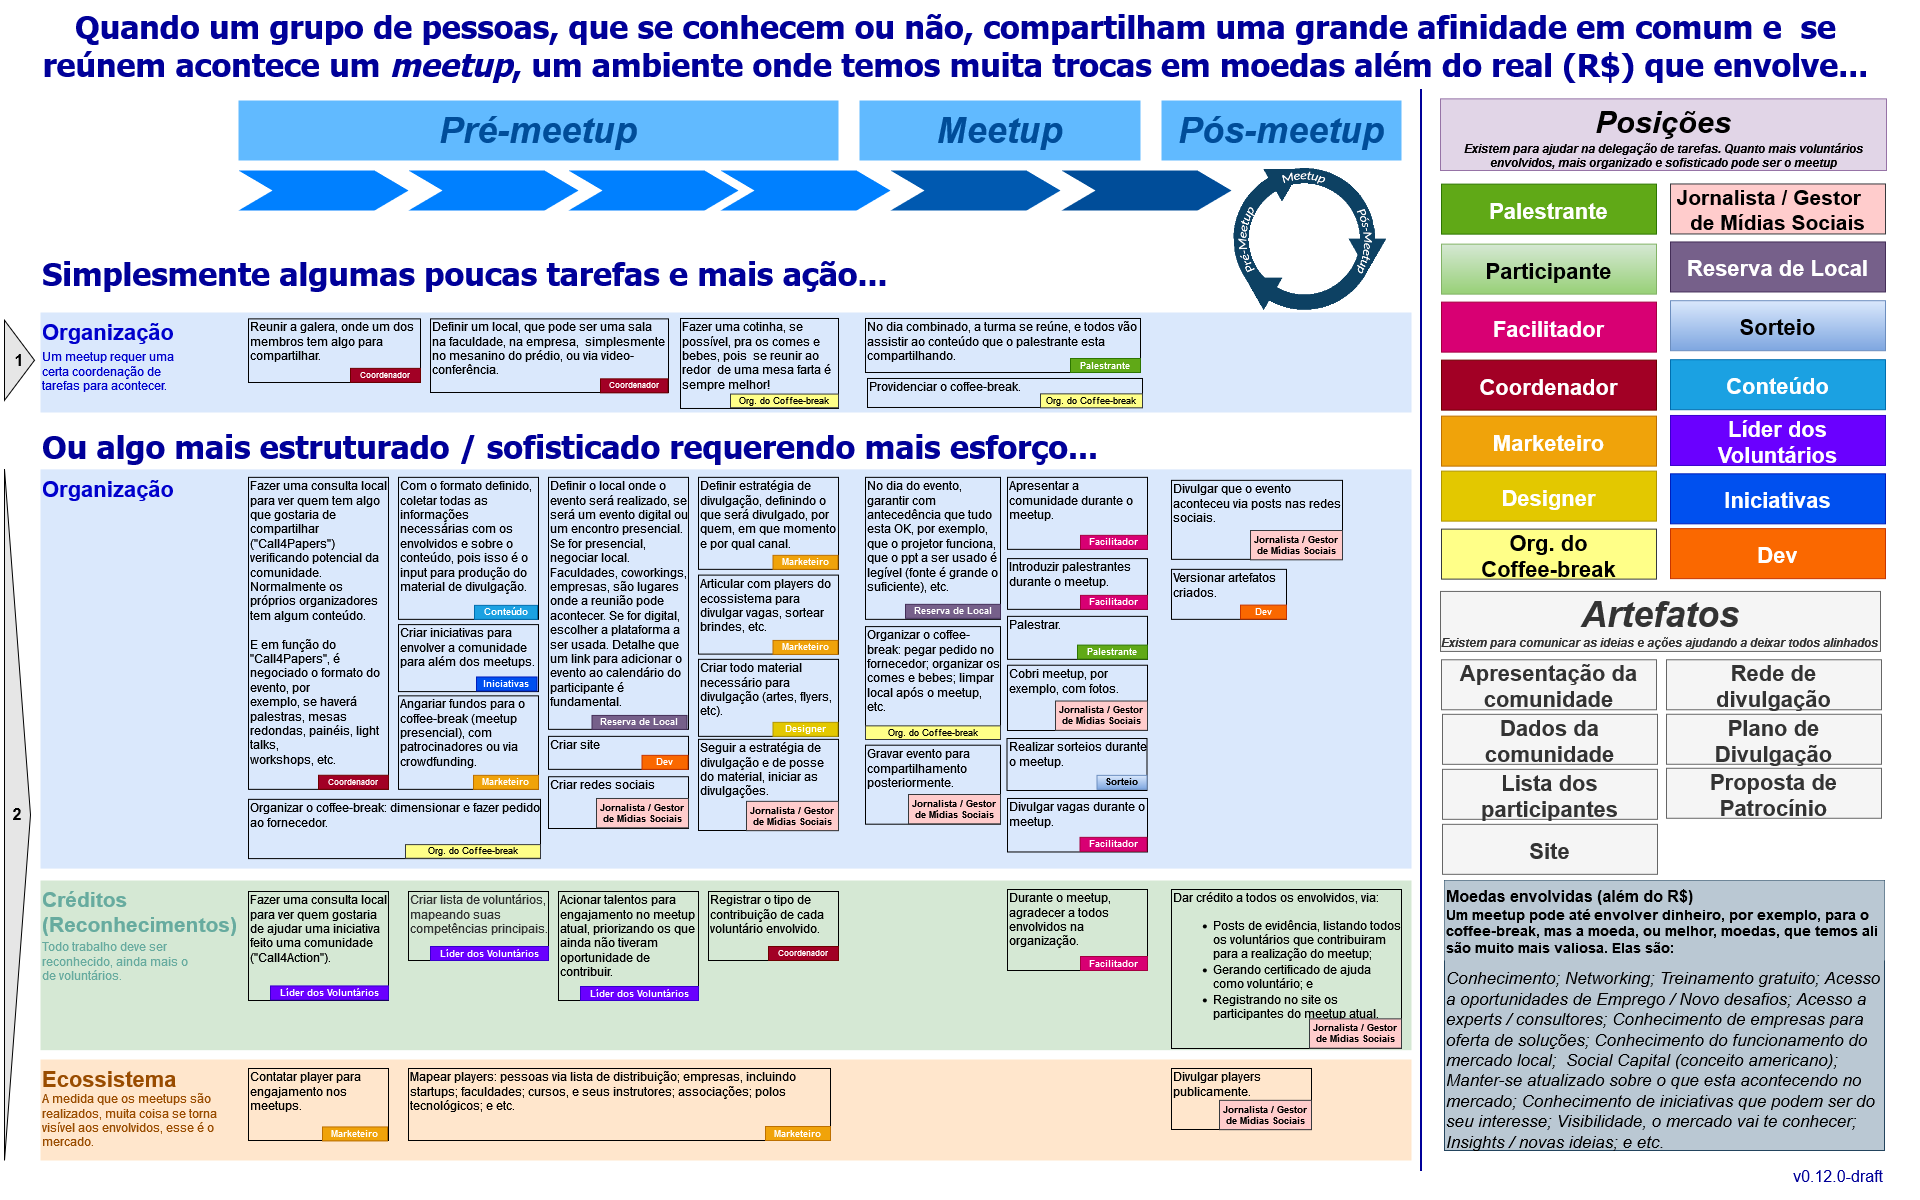 Quando um grupo de pessoas, que se conhecem ou não, compartilham uma grande afinidade em comum e  se
reúnem acontece um meetup, um ambiente onde temos muita trocas em moedas além do real (R$) que envolve...
Pré-meetup
Meetup
Pós-meetup
Meetup
Pós-Meetup
Pré-Meetup
Simplesmente algumas poucas tarefas e mais ação...
1
Organização
Um meetup requer uma
certa coordenação de
tarefas para acontecer.
Reunir a galera, onde um dos
membros tem algo para
compartilhar.
Coordenador
Definir um local, que pode ser uma sala
na faculdade, na empresa,  simplesmente
no mesanino do prédio, ou via video-
conferência.
Coordenador
Fazer uma cotinha, se
possível, pra os comes e
bebes, pois  se reunir ao
redor  de uma mesa farta é
sempre melhor!
Org. do Coffee-break
No dia combinado, a turma se reúne, e todos vão
assistir ao conteúdo que o palestrante esta
compartilhando.
Palestrante
Providenciar o coffee-break.
Org. do Coffee-break
Ou algo mais estruturado / sofisticado requerendo mais esforço...
2
Organização
Fazer uma consulta local
para ver quem tem algo
que gostaria de
compartilhar
("Call4Papers")
verificando potencial da
comunidade.
Normalmente os
próprios organizadores
tem algum conteúdo.
E em função do
"Call4Papers", é
negociado o formato do
evento, por
exemplo, se haverá
palestras, mesas
redondas, painéis, light
talks,
workshops, etc.
Coordenador
Com o formato definido,
coletar todas as
informações
necessárias com os
envolvidos e sobre o
conteúdo, pois isso é o
input para produção do
material de divulgação.
Conteúdo
Criar iniciativas para
envolver a comunidade
para além dos meetups.
Iniciativas
Angariar fundos para o
coffee-break (meetup
presencial), com
patrocinadores ou via
crowdfunding.
Marketeiro
Organizar o coffee-break: dimensionar e fazer pedido
ao fornecedor.
Org. do Coffee-break
Definir o local onde o
evento será realizado, se
será um evento digital ou
um encontro presencial.
Se for presencial,
negociar local.
Faculdades, coworkings,
empresas, são lugares
onde a reunião pode
acontecer. Se for digital,
escolher a plataforma a
ser usada. Detalhe que
um link para adicionar o
evento ao calendário do
participante é
fundamental.
Reserva de Local
Criar site
Dev
Criar redes sociais
Jornalista / Gestor
de Mídias Sociais
Definir estratégia de
divulgação, definindo o
que será divulgado, por
quem, em que momento
e por qual canal.
Marketeiro
Articular com players do
ecossistema para
divulgar vagas, sortear
brindes, etc.
Marketeiro
Criar todo material
necessário para
divulgação (artes, flyers,
etc).
Designer
Seguir a estratégia de
divulgação e de posse
do material, iniciar as
divulgações.
Jornalista / Gestor
de Mídias Sociais
No dia do evento,
garantir com
antecedência que tudo
esta OK, por exemplo,
que o projetor funciona,
que o ppt a ser usado é
legível (fonte é grande o
suficiente), etc.
Reserva de Local
Organizar o coffee-
break: pegar pedido no
fornecedor; organizar os
comes e bebes; limpar
local após o meetup,
etc.
Org. do Coffee-break
Gravar evento para
compartilhamento
posteriormente.
Jornalista / Gestor
de Mídias Sociais
Apresentar a
comunidade durante o
meetup.
Facilitador
Introduzir palestrantes
durante o meetup.
Facilitador
Palestrar.
Palestrante
Cobri meetup, por
exemplo, com fotos.
Jornalista / Gestor
de Mídias Sociais
Realizar sorteios durante
o meetup.
Sorteio
Divulgar vagas durante o
meetup.
Facilitador
Divulgar que o evento
aconteceu via posts nas redes
sociais.
Jornalista / Gestor
de Mídias Sociais
Versionar artefatos
criados.
Dev
Créditos
(Reconhecimentos)
Todo trabalho deve ser
reconhecido, ainda mais o
de voluntários.
Fazer uma consulta local
para ver quem gostaria
de ajudar uma iniciativa
feito uma comunidade
("Call4Action").
Líder dos Voluntários
Criar lista de voluntários,
mapeando suas
competências principais.
Líder dos Voluntários
Acionar talentos para
engajamento no meetup
atual, priorizando os que
ainda não tiveram
oportunidade de
contribuir.
Líder dos Voluntários
Registrar o tipo de
contribuição de cada
voluntário envolvido.
Coordenador
Durante o meetup,
agradecer a todos
envolvidos na
organização.
Facilitador
Dar crédito a todos os envolvidos, via:
• Posts de evidência, listando todos
os voluntários que contribuiram
para a realização do meetup;
• Gerando certificado de ajuda
como voluntário; e
• Registrando no site os
participantes do meetup atual.
Jornalista / Gestor
de Mídias Sociais
Ecossistema
A medida que os meetups são
realizados, muita coisa se torna
visível aos envolvidos, esse é o
mercado.
Contatar player para
engajamento nos
meetups.
Marketeiro
Mapear players: pessoas via lista de distribuição; empresas, incluindo
startups; faculdades; cursos, e seus instrutores; associações; polos
tecnológicos; e etc.
Marketeiro
Divulgar players
publicamente.
Jornalista / Gestor
de Mídias Sociais
Posições
Existem para ajudar na delegação de tarefas. Quanto mais voluntários
envolvidos, mais organizado e sofisticado pode ser o meetup
Palestrante
Jornalista / Gestor
de Mídias Sociais
Participante
Reserva de Local
Facilitador
Sorteio
Coordenador
Conteúdo
Marketeiro
Líder dos
Voluntários
Designer
Iniciativas
Org. do
Coffee-break
Dev
Artefatos
Existem para comunicar as ideias e ações ajudando a deixar todos alinhados
Apresentação da
comunidade
Rede de
divulgação
Dados da
comunidade
Plano de
Divulgação
Lista dos
participantes
Proposta de
Patrocínio
Site
Moedas envolvidas (além do R$)
Um meetup pode até envolver dinheiro, por exemplo, para o
coffee-break, mas a moeda, ou melhor, moedas, que temos ali
são muito mais valiosa. Elas são:
Conhecimento; Networking; Treinamento gratuito; Acesso
a oportunidades de Emprego / Novo desafios; Acesso a
experts / consultores; Conhecimento de empresas para
oferta de soluções; Conhecimento do funcionamento do
mercado local;  Social Capital (conceito americano);
Manter-se atualizado sobre o que esta acontecendo no
mercado; Conhecimento de iniciativas que podem ser do
seu interesse; Visibilidade, o mercado vai te conhecer;
Insights / novas ideias; e etc.
v0.12.0-draft